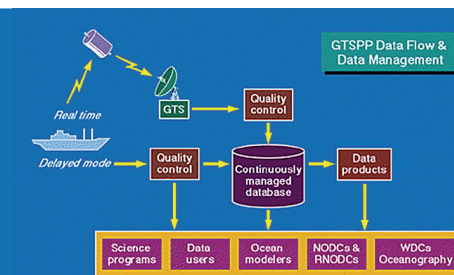 GTSPP Data Flow &
Data Management
Real time
GTS
Quality
control
Delayed mode
Quality
control
Continuously
managed
database
Data
products
Science
programs
Data
users
Ocean
modelers
NODCs &
RNODCs
WDCs
Oceanography